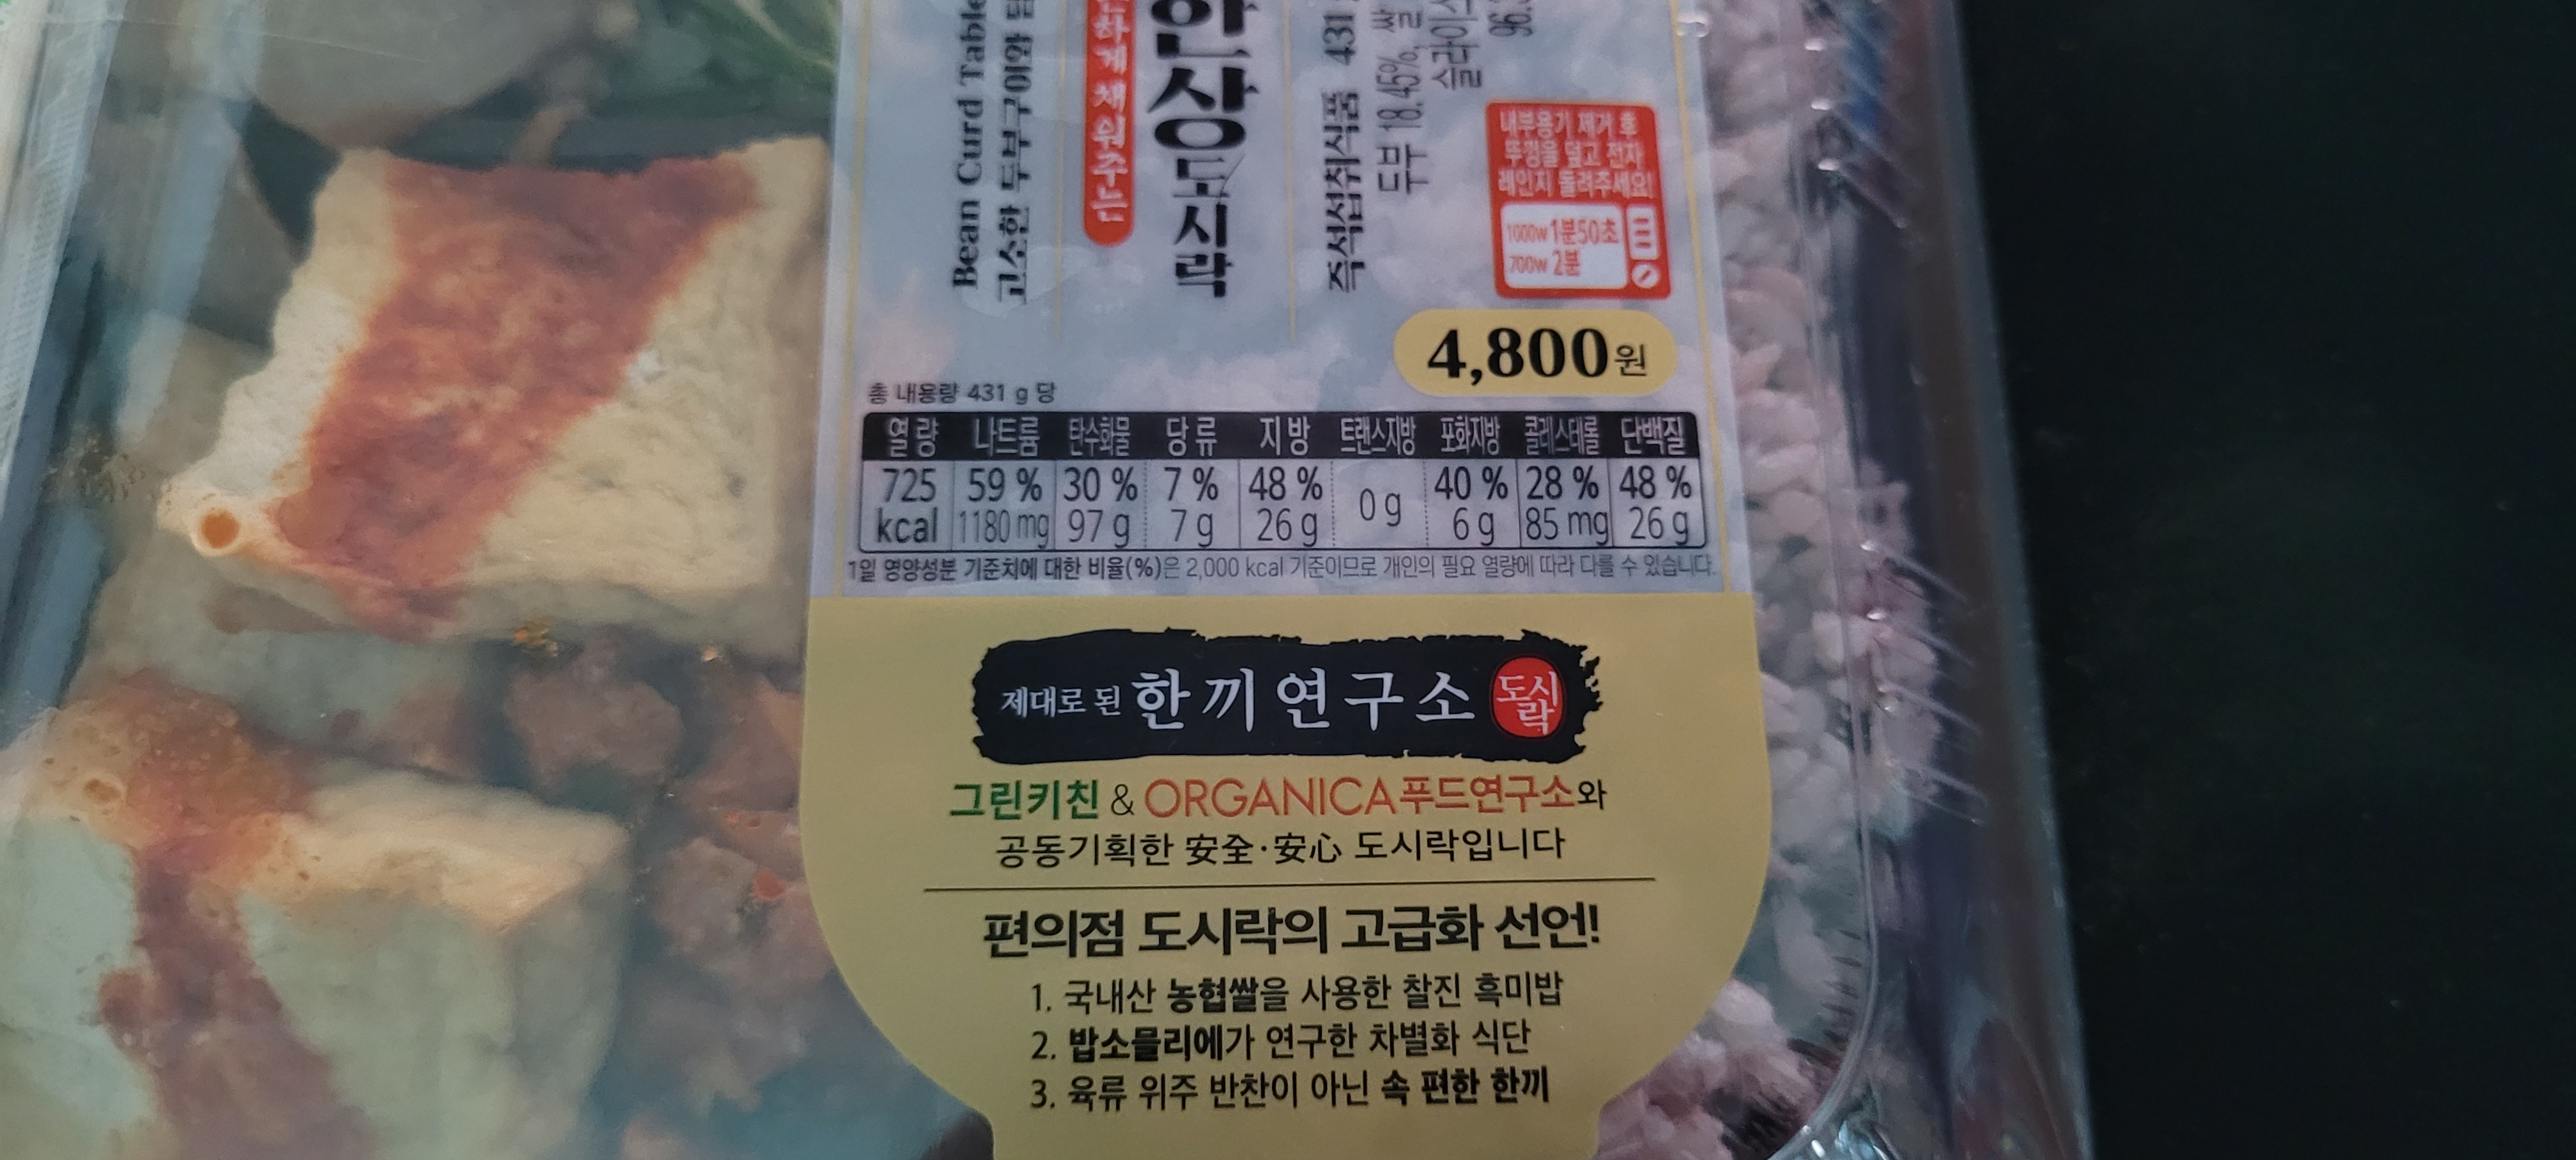 Bean Curd Table
고소한 두부구이와
하게 채워주는
한상도시락
즉석섭취식품 431
두부 18.45%, 쌀
슬라이스
96.
내부용기 제거 후
뚜껑을 덮고 전자
레인지 돌려주세요!
1000W 1분50초
700W 2분
4,800원
총 내용량 431 g 당
열량 나트륨 탄수화물 당류 지방 트랜스지방 포화지방 콜레스테롤 단백질
725 59 % 30 % 7 % 48 % 0 g 40 % 28 % 48 %
kcal 1180 mg 97 g 7 g 26 g 6 g 85 mg 26 g
1일 영양성분 기준치에 대한 비율(%)은 2,000 kcal 기준이므로 개인의 필요 열량에 따라 다를 수 있습니다.
제대로 된 한끼연구소 도시락
그린키친 & ORGANICA푸드연구소와
공동기획한 安全·安心 도시락입니다
편의점 도시락의 고급화 선언!
1. 국내산 농협쌀을 사용한 찰진 흑미밥
2. 밥소믈리에가 연구한 차별화 식단
3. 육류 위주 반찬이 아닌 속 편한 한끼